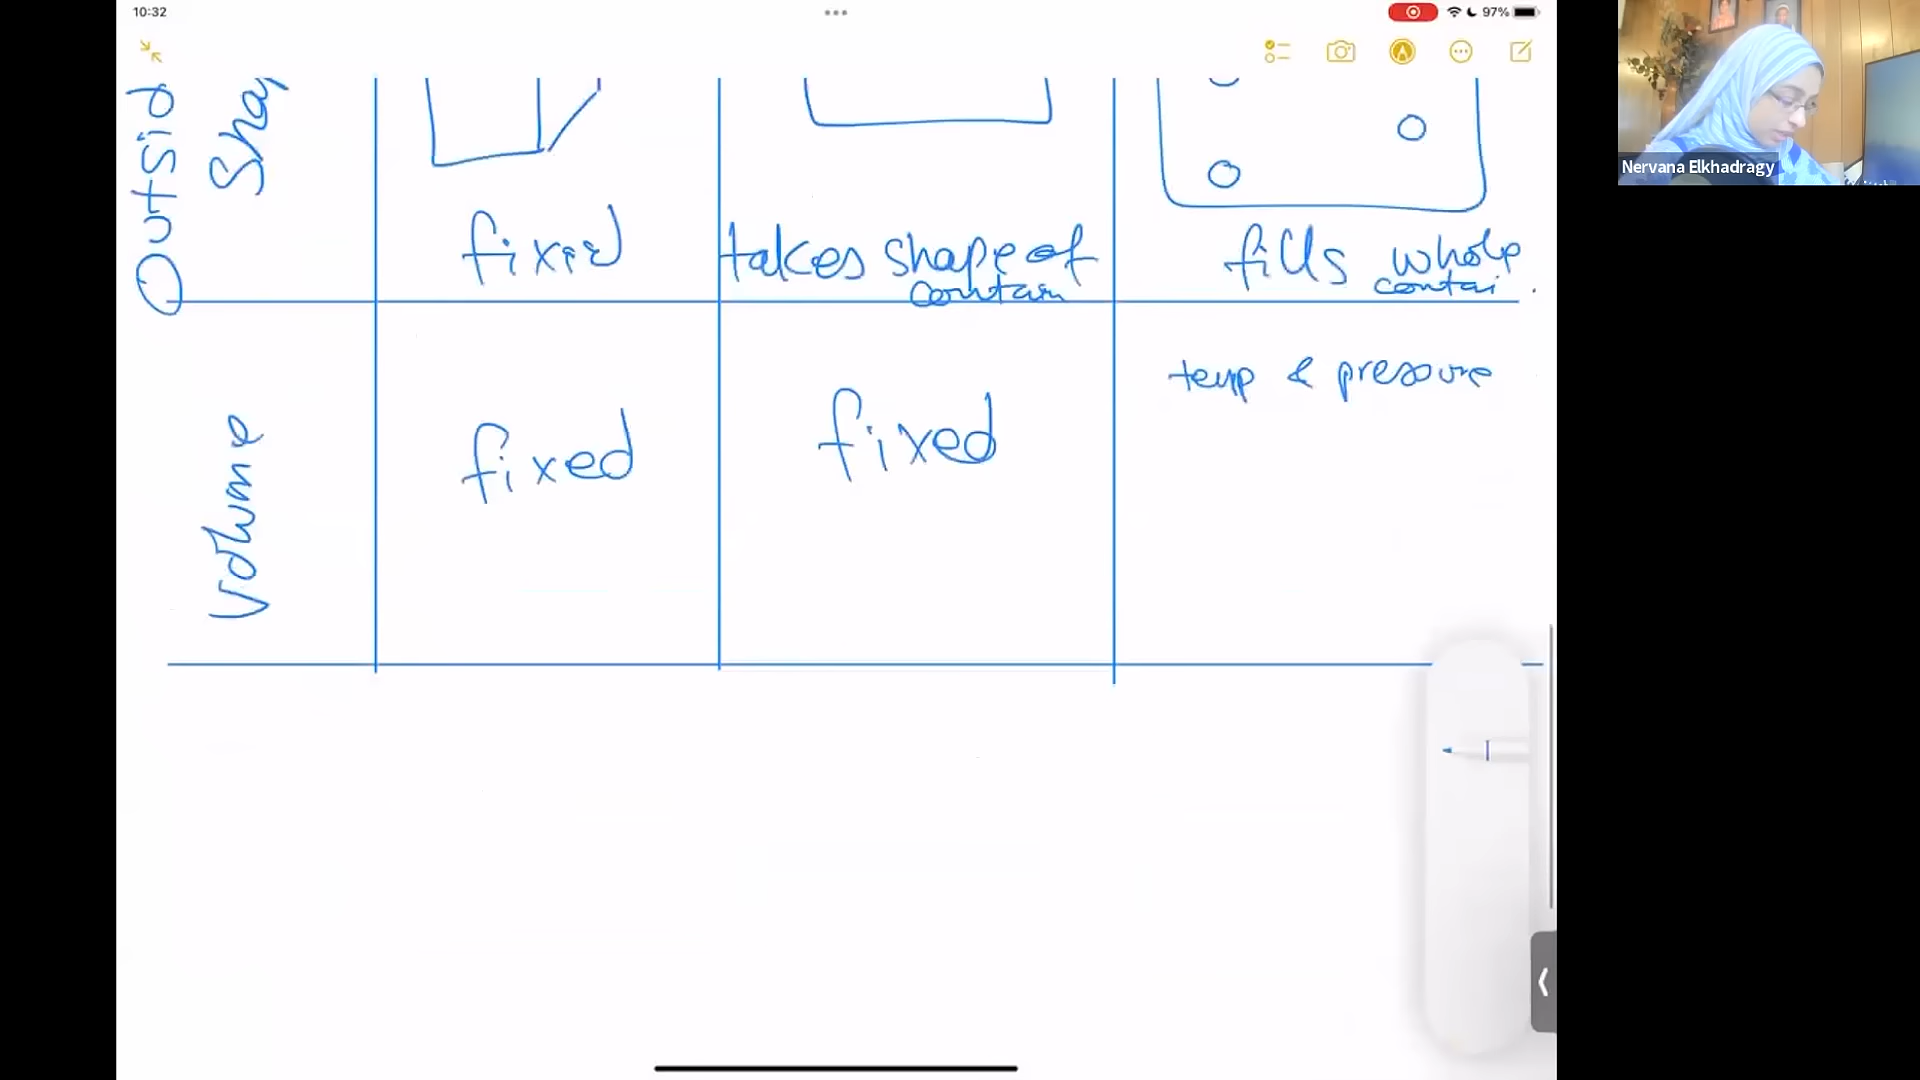 10:32
97%
Nervana Elkhadragy
Outsid
Shap
fixed
takes shape of
contain
fills whole
contai
Volume
fixed
fixed
temp & pressure